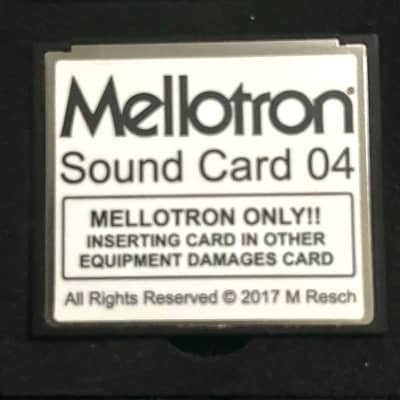 Mellotron
Sound Card 04
MELLOTRON ONLY!!
INSERTING CARD IN OTHER
EQUIPMENT DAMAGES CARD
All Rights Reserved © 2017 M Resch